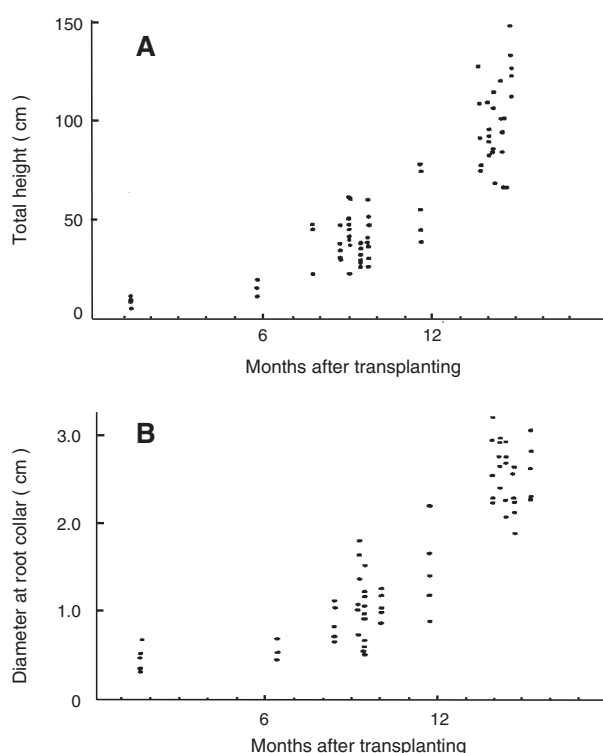 A
150
100
50
0
Total height ( cm )
6
12
Months after transplanting
B
3.0
2.0
1.0
0
Diameter at root collar ( cm )
6
12
Months after transplanting